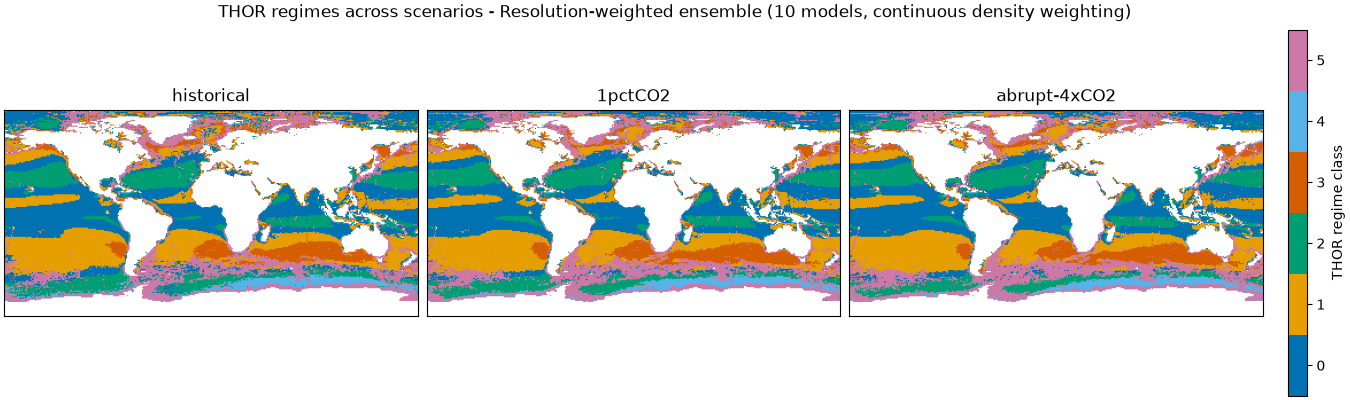 THOR regimes across scenarios - Resolution-weighted ensemble (10 models, continuous density weighting)
historical
1pctCO2
abrupt-4xCO2
5
4
3
2
1
0
THOR regime class